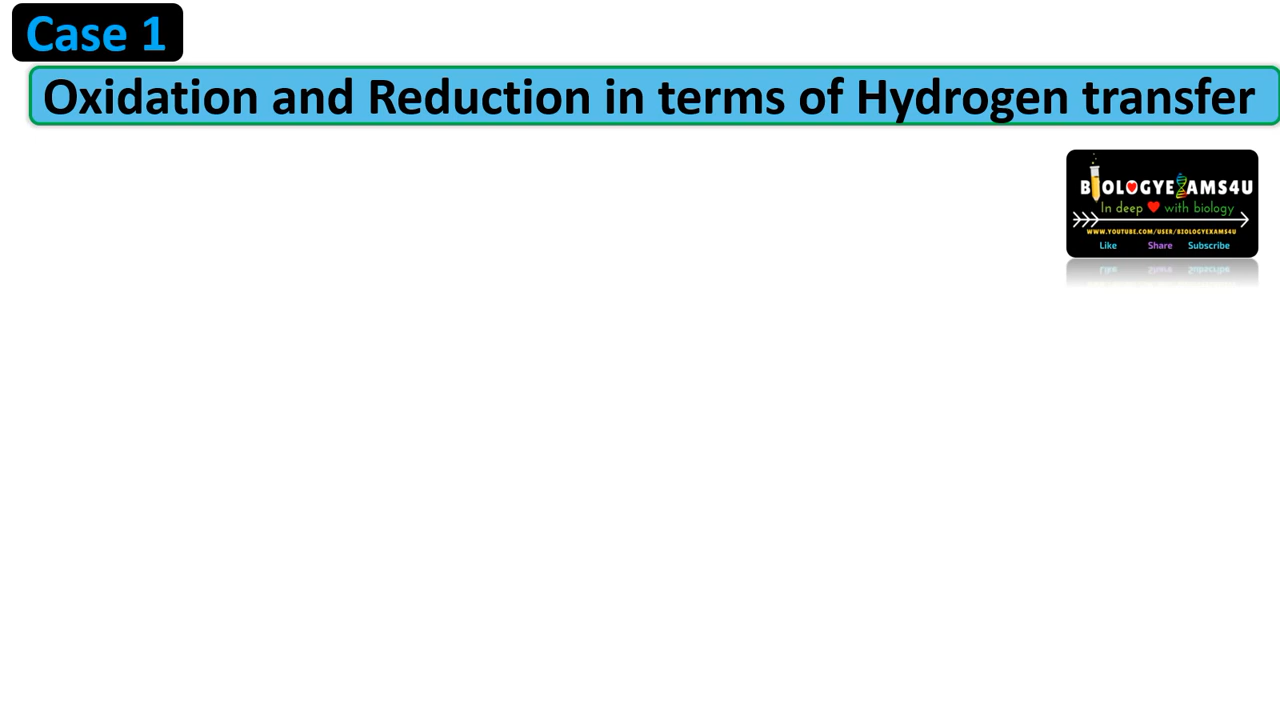 Case 1
Oxidation and Reduction in terms of Hydrogen transfer
BIOLOGYEXAMS4U
In deep with biology
WWW.YOUTUBE.COM/USER/BIOLOGYEXAMS4U
Like Share Subscribe